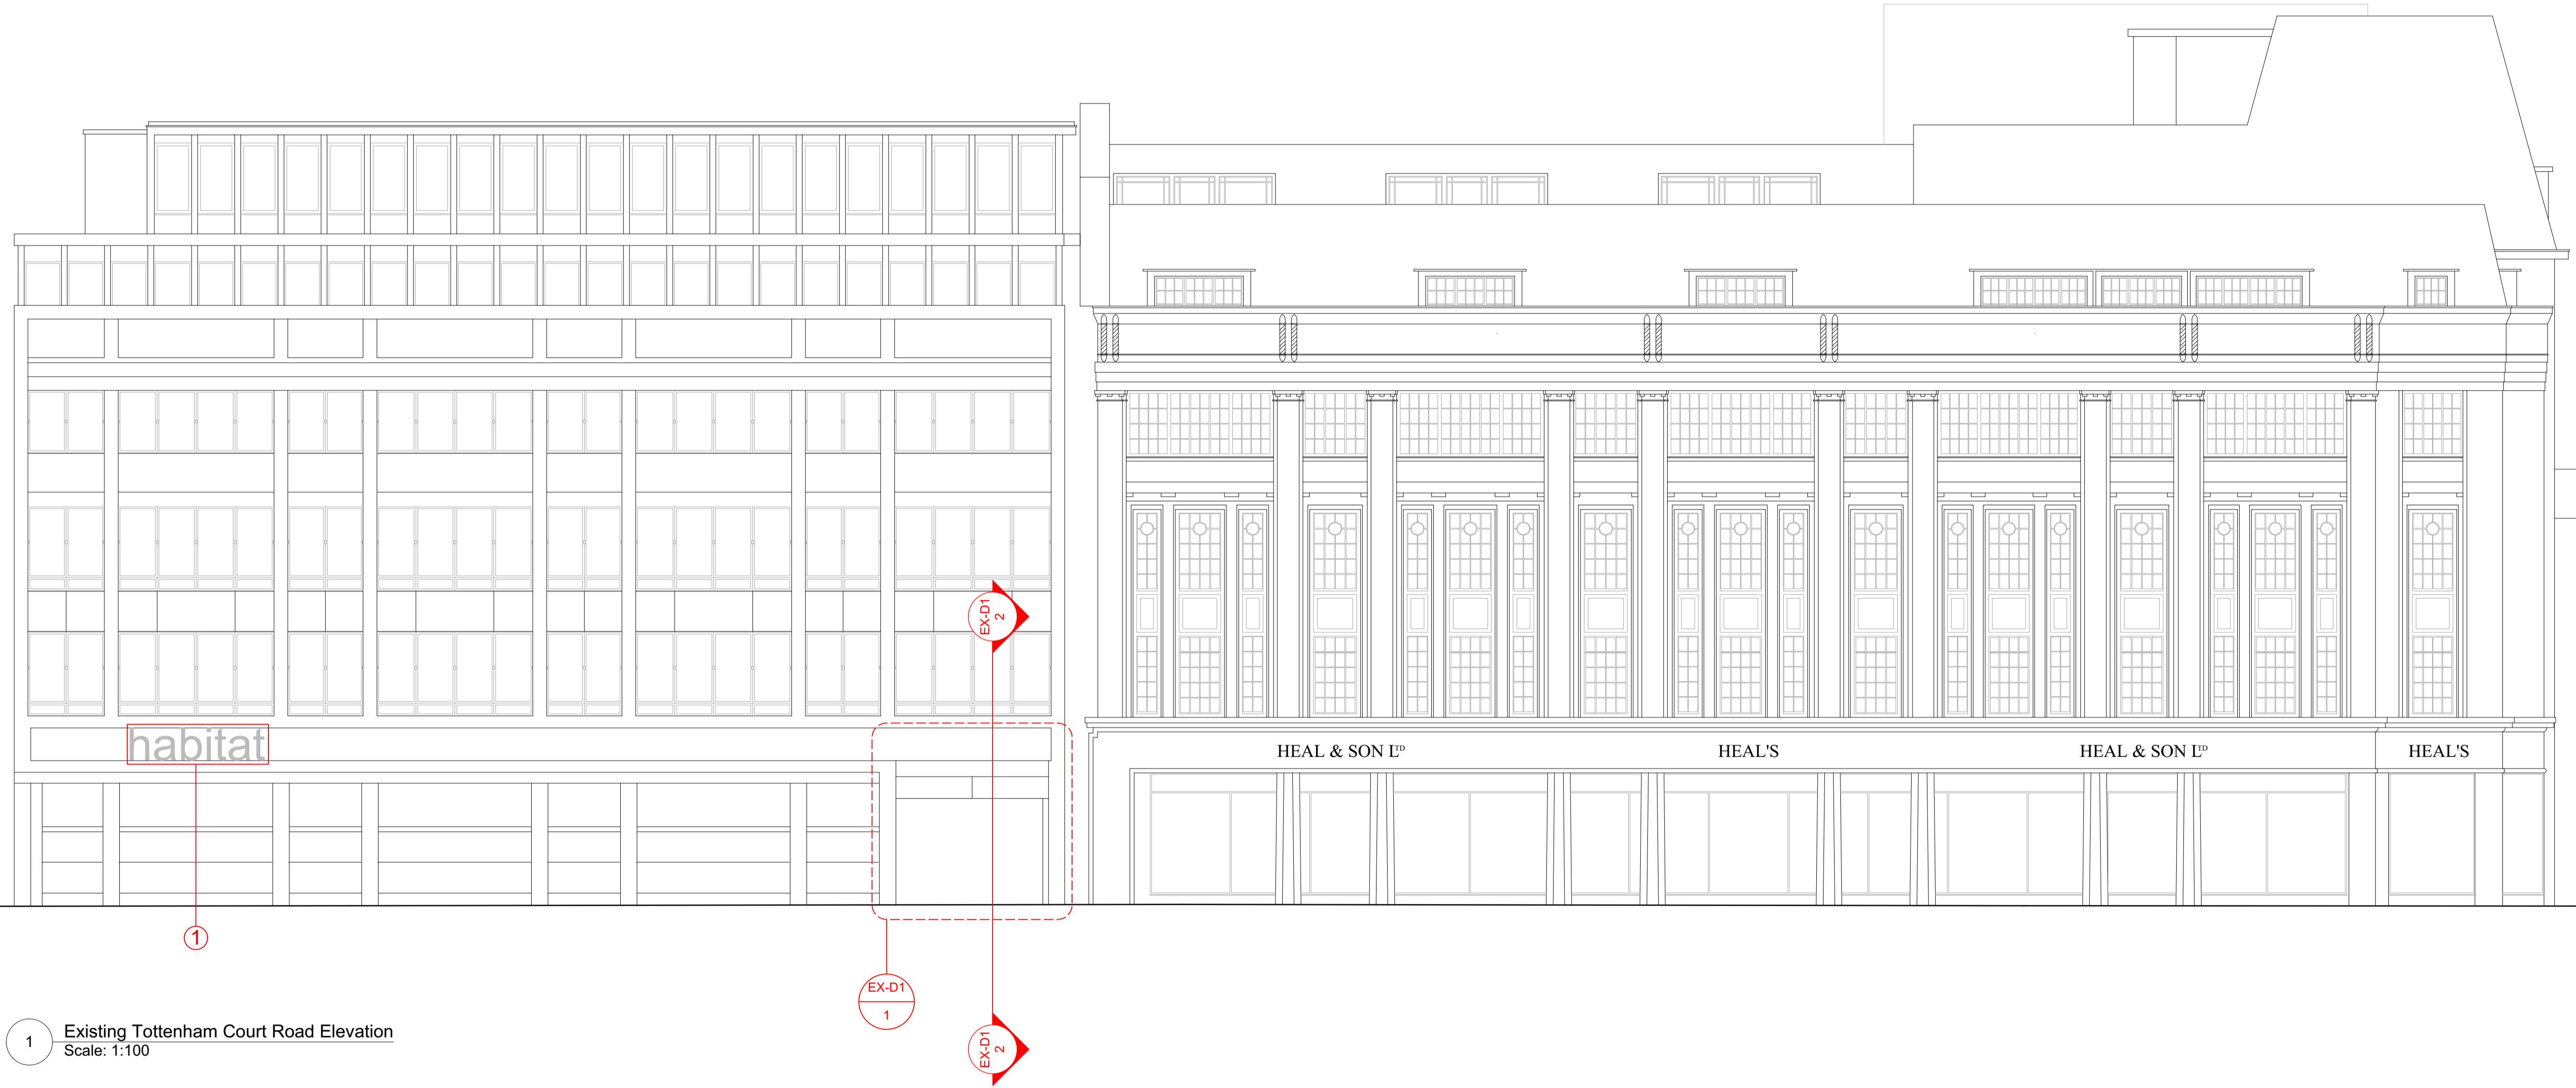 EX-D1
2
habitat
HEAL & SON LTD
HEAL'S
HEAL & SON LTD
HEAL'S
1
EX-D1
1
EX-D1
2
1
Existing Tottenham Court Road Elevation
Scale: 1:100